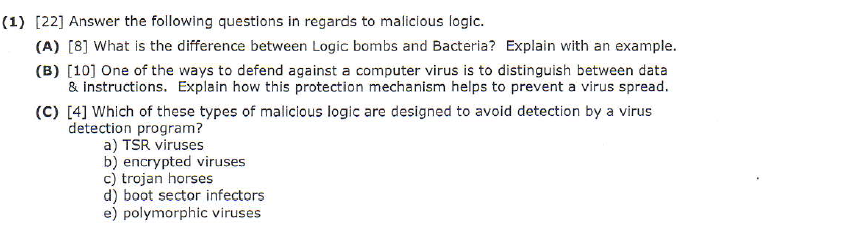 (1) [22] Answer the following questions in regards to malicious logic.
(A) [8] What is the difference between Logic bombs and Bacteria? Explain with an example.
(B) [10] One of the ways to defend against a computer virus is to distinguish between data
& instructions. Explain how this protection mechanism helps to prevent a virus spread.
(C) [4] Which of these types of malicious logic are designed to avoid detection by a virus
detection program?
a) TSR viruses
b) encrypted viruses
c) trojan horses
d) boot sector infectors
e) polymorphic viruses